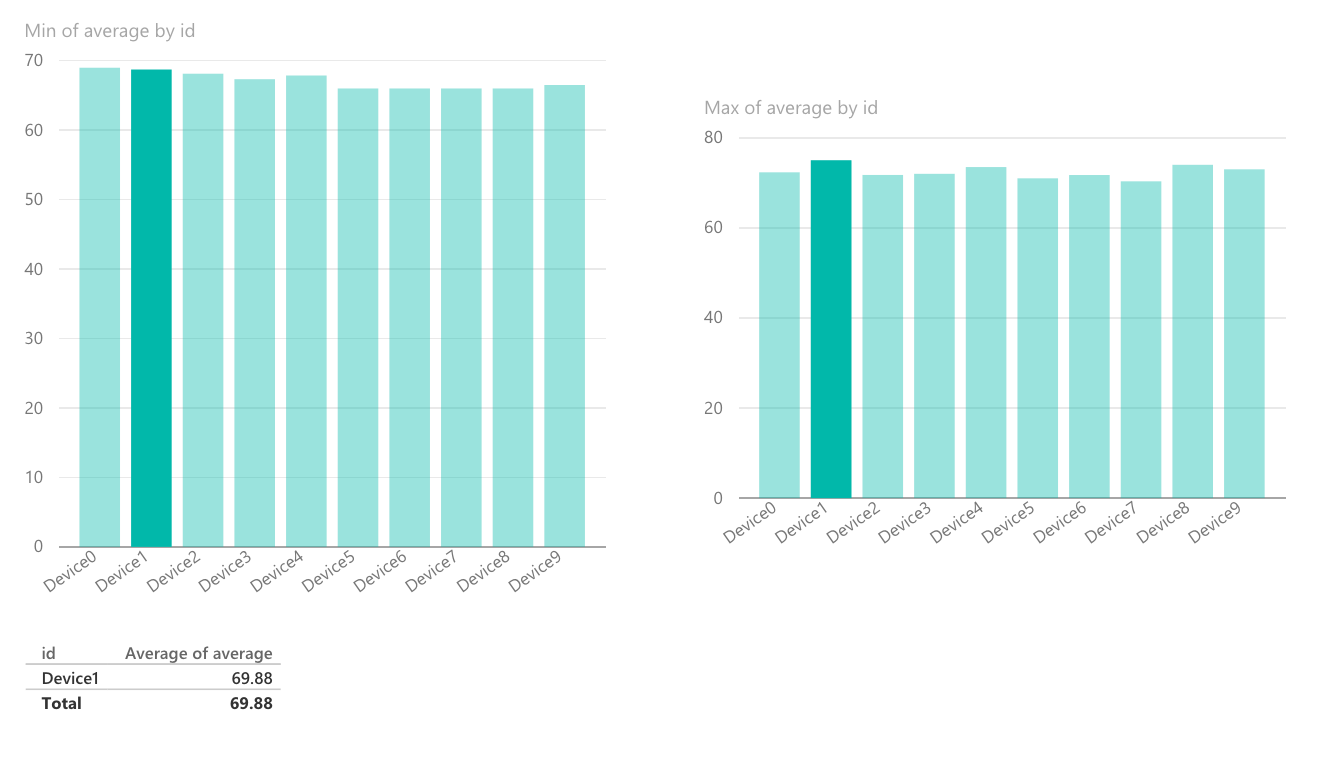 Min of average by id
70
60
50
40
30
20
10
0
Device0 Device1 Device2 Device3 Device4 Device5 Device6 Device7 Device8 Device9
Max of average by id
80
60
40
20
0
Device0 Device1 Device2 Device3 Device4 Device5 Device6 Device7 Device8 Device9
id Average of average
Device1 69.88
Total 69.88